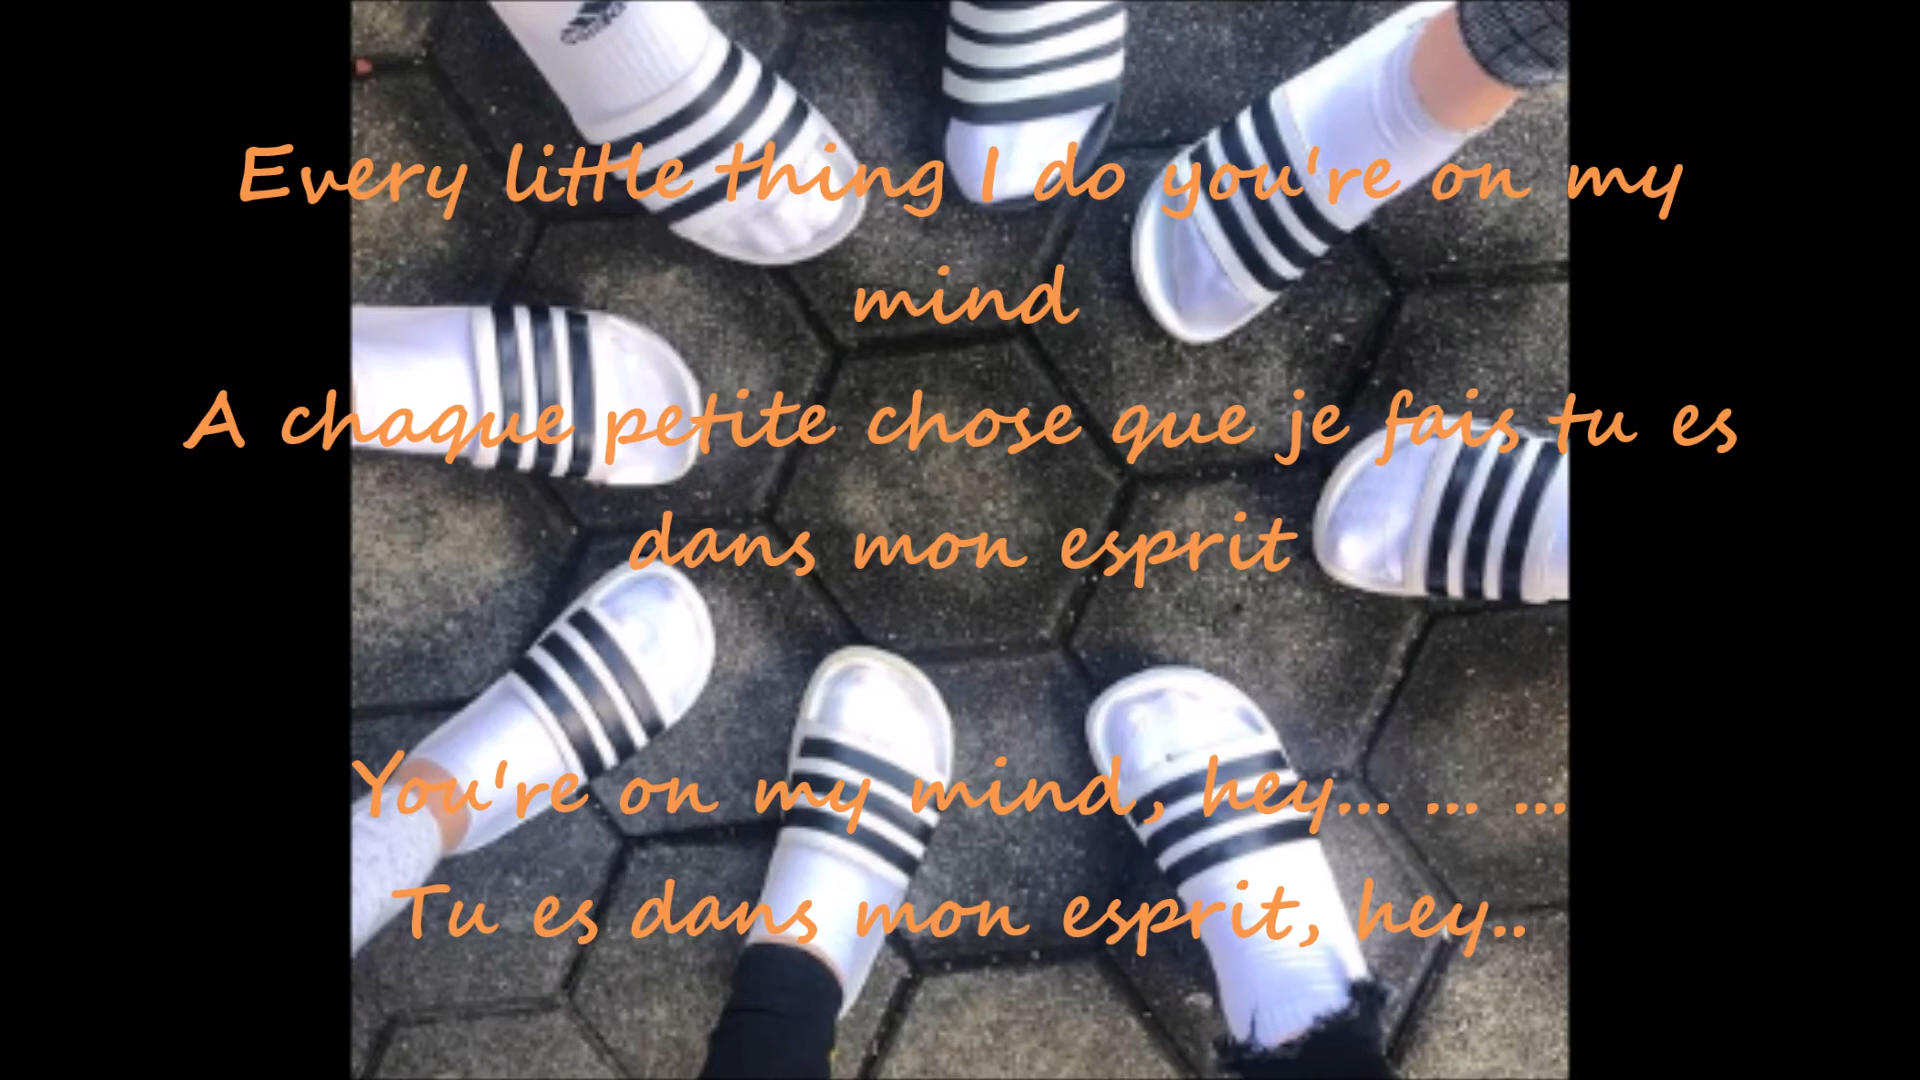 Every little thing I do you're on my
mind
A chaque petite chose que je fais tu es
dans mon esprit
You're on my mind, hey... ... ...
Tu es dans mon esprit, hey..